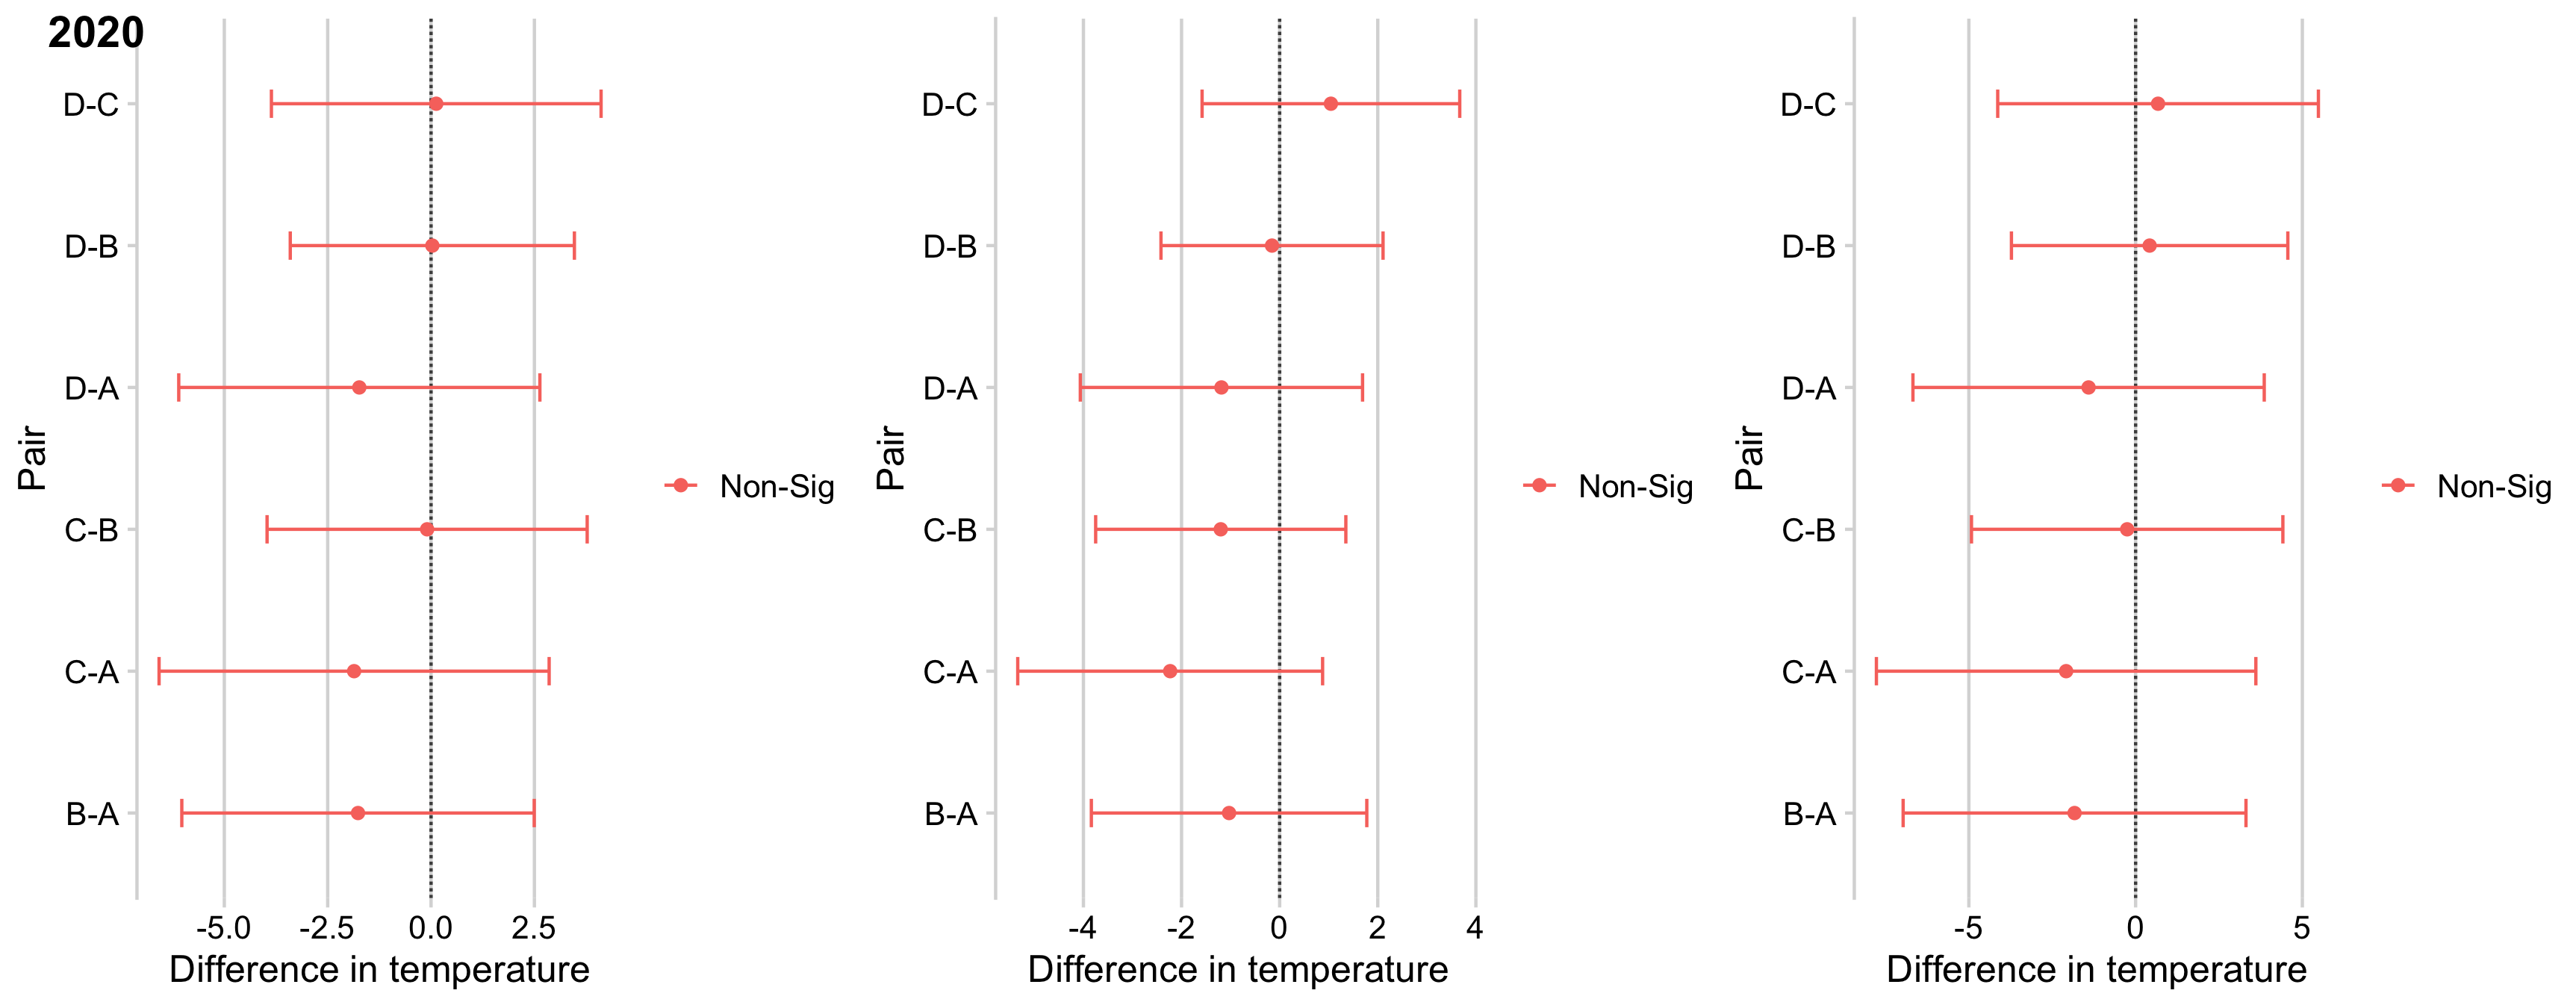 2020
Pair
D-C
D-B
D-A
C-B
C-A
B-A
-5.0 -2.5 0.0 2.5
Difference in temperature
Non-Sig
Pair
D-C
D-B
D-A
C-B
C-A
B-A
-4 -2 0 2 4
Difference in temperature
Non-Sig
Pair
D-C
D-B
D-A
C-B
C-A
B-A
-5 0 5
Difference in temperature
Non-Sig